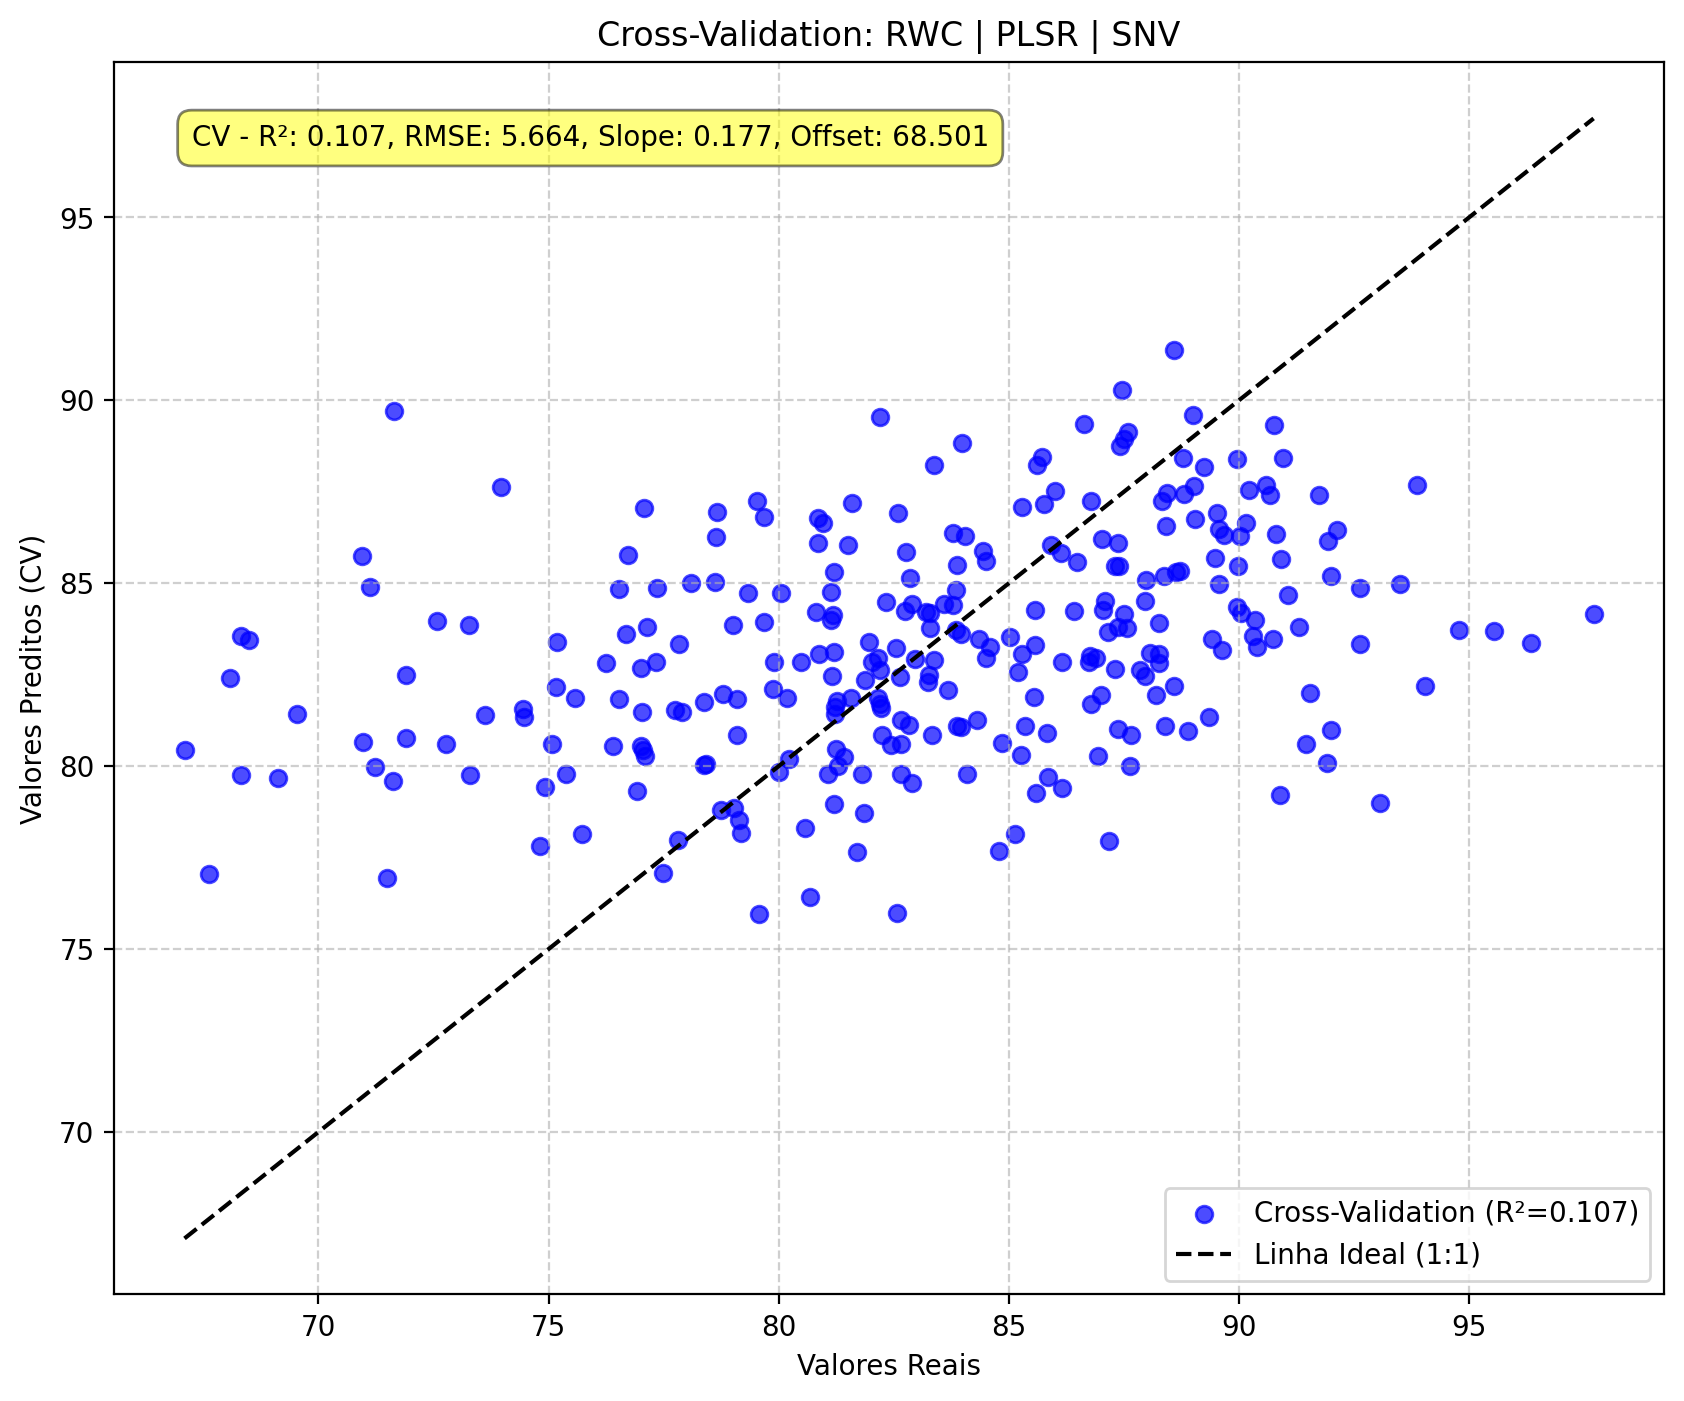 Cross-Validation: RWC | PLSR | SNV
CV - R²: 0.107, RMSE: 5.664, Slope: 0.177, Offset: 68.501
95
90
85
80
75
70
Valores Preditos (CV)
Cross-Validation (R²=0.107)
Linha Ideal (1:1)
70 75 80 85 90 95
Valores Reais